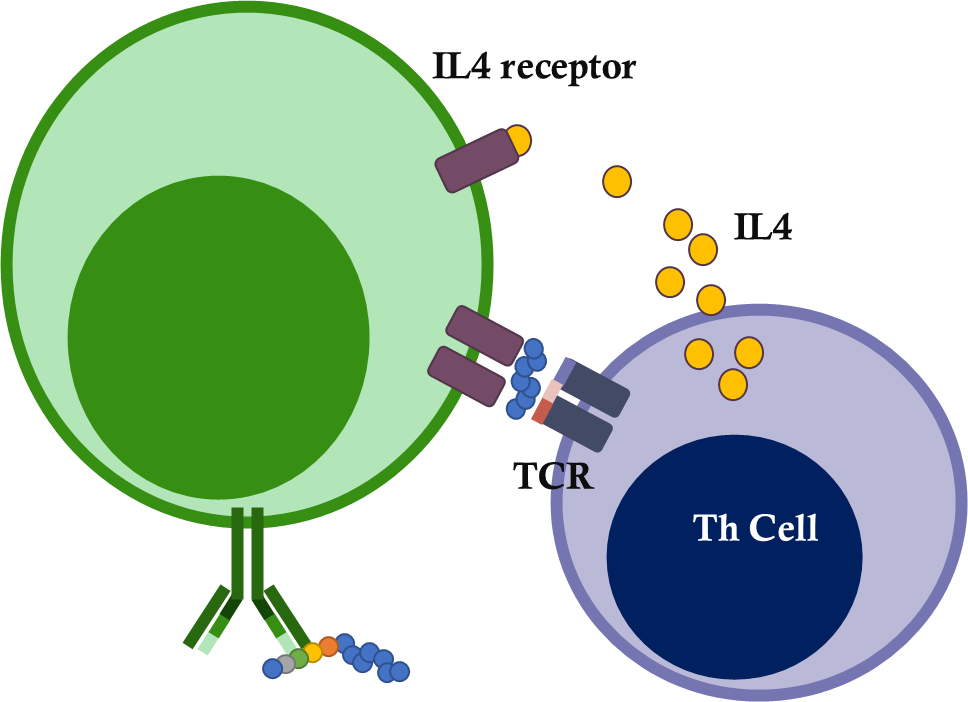 IL4 receptor
IL4
TCR
Th Cell